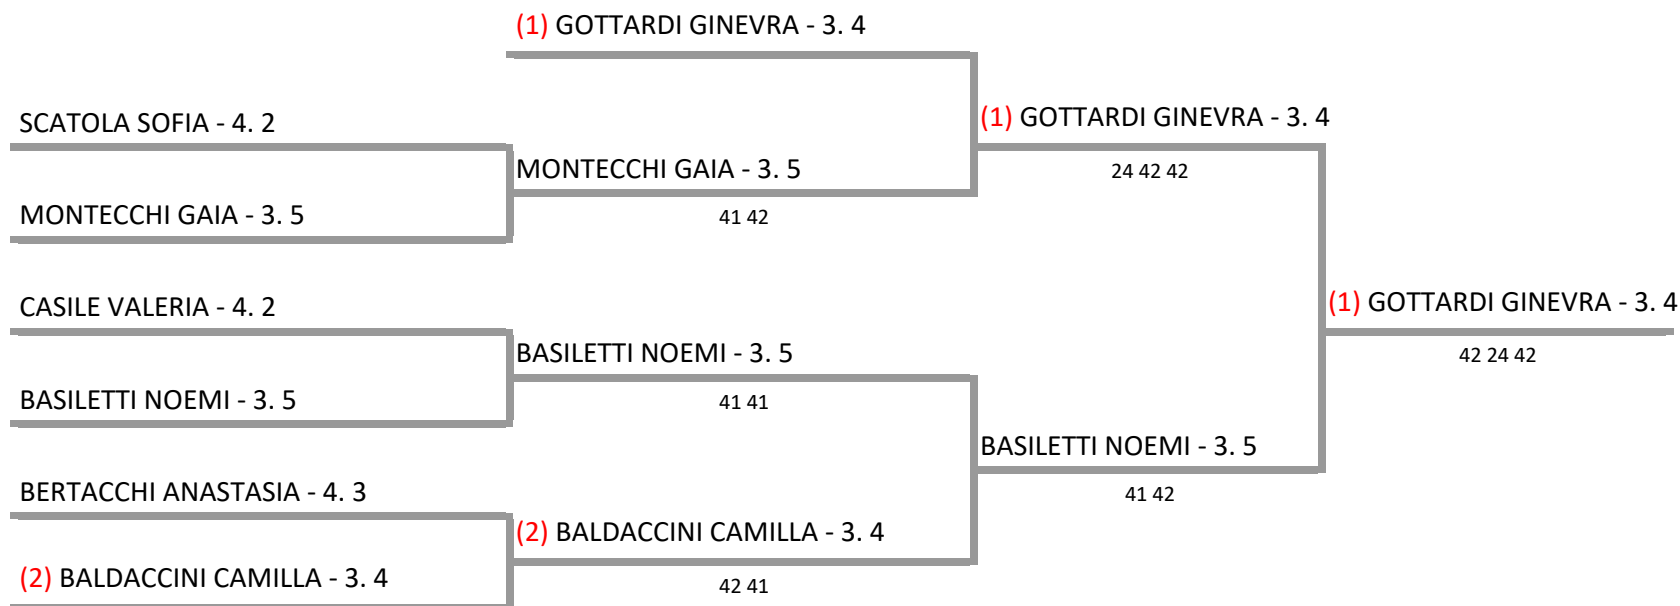 (1) GOTTARDI GINEVRA - 3. 4
SCATOLA SOFIA - 4. 2
(1) GOTTARDI GINEVRA - 3. 4
MONTECCHI GAIA - 3. 5
24 42 42
MONTECCHI GAIA - 3. 5
41 42
CASILE VALERIA - 4. 2
(1) GOTTARDI GINEVRA - 3. 4
BASILETTI NOEMI - 3. 5
42 24 42
BASILETTI NOEMI - 3. 5
41 41
BASILETTI NOEMI - 3. 5
BERTACCHI ANASTASIA - 4. 3
41 42
(2) BALDACCINI CAMILLA - 3. 4
(2) BALDACCINI CAMILLA - 3. 4
42 41